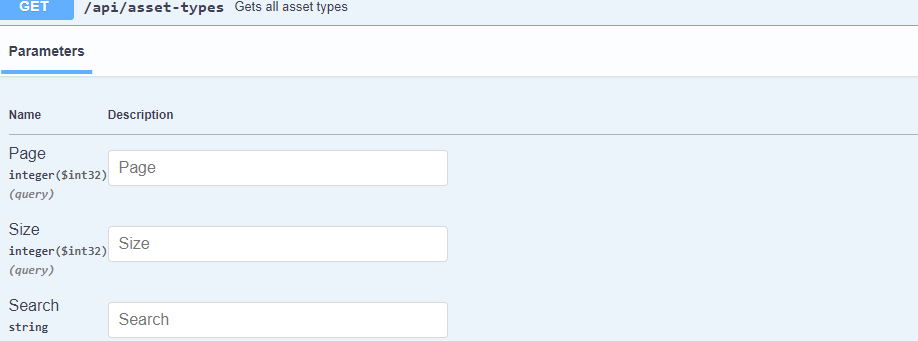 GET /api/asset-types Gets all asset types
Parameters
Name Description
Page
integer($int32)
(query)
Page
Size
integer($int32)
(query)
Size
Search
string
Search